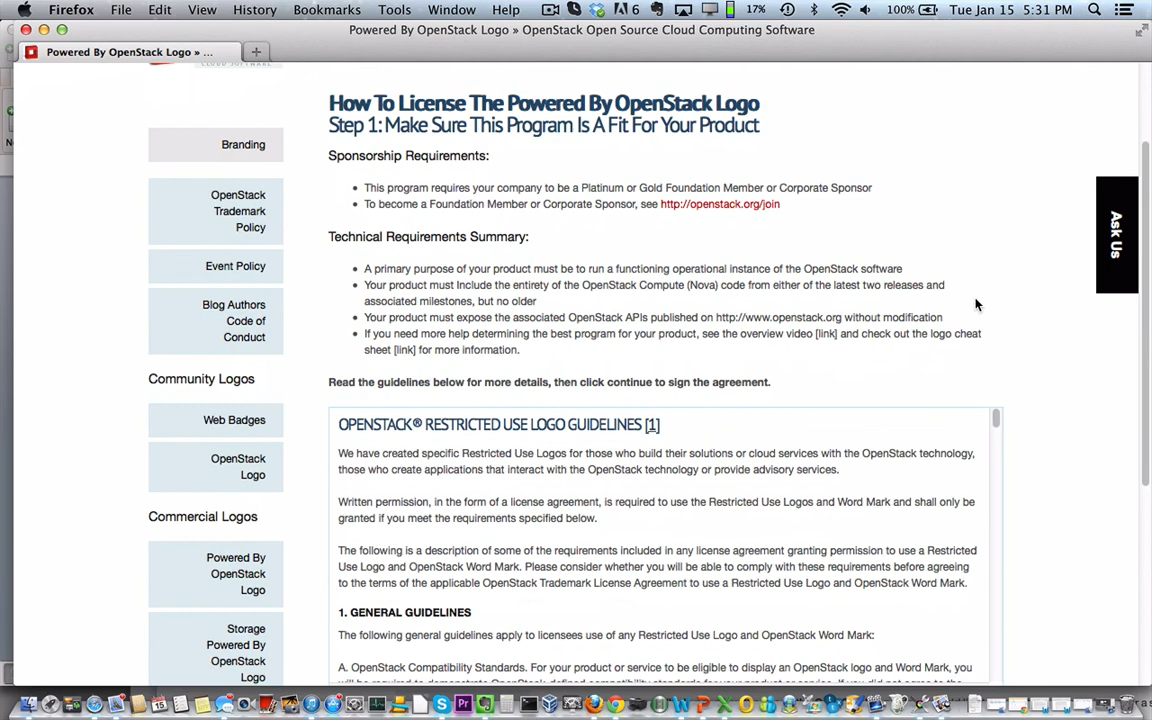 Firefox File Edit View History Bookmarks Tools Window Help 6 17% 100% Tue Jan 15 5:31 PM
Powered By OpenStack Logo » OpenStack Open Source Cloud Computing Software
Powered By OpenStack Logo » ...
How To License The Powered By OpenStack Logo
Step 1: Make Sure This Program Is A Fit For Your Product
Branding
Sponsorship Requirements:
This program requires your company to be a Platinum or Gold Foundation Member or Corporate Sponsor
To become a Foundation Member or Corporate Sponsor, see http://openstack.org/join
OpenStack
Trademark
Policy
Event Policy
Blog Authors
Code of
Conduct
Technical Requirements Summary:
A primary purpose of your product must be to run a functioning operational instance of the OpenStack software
Your product must Include the entirety of the OpenStack Compute (Nova) code from either of the latest two releases and
associated milestones, but no older
Your product must expose the associated OpenStack APIs published on http://www.openstack.org without modification
If you need more help determining the best program for your product, see the overview video [link] and check out the logo cheat
sheet [link] for more information.
Ask Us
Community Logos
Web Badges
OpenStack
Logo
Commercial Logos
Powered By
OpenStack
Logo
Storage
Powered By
OpenStack
Logo
Read the guidelines below for more details, then click continue to sign the agreement.
OPENSTACK® RESTRICTED USE LOGO GUIDELINES [1]
We have created specific Restricted Use Logos for those who build their solutions or cloud services with the OpenStack technology,
those who create applications that interact with the OpenStack technology or provide advisory services.
Written permission, in the form of a license agreement, is required to use the Restricted Use Logos and Word Mark and shall only be
granted if you meet the requirements specified below.
The following is a description of some of the requirements included in any license agreement granting permission to use a Restricted
Use Logo and OpenStack Word Mark. Please consider whether you will be able to comply with these requirements before agreeing
to the terms of the applicable OpenStack Trademark License Agreement to use a Restricted Use Logo and OpenStack Word Mark.
1. GENERAL GUIDELINES
The following general guidelines apply to licensees use of any Restricted Use Logo and OpenStack Word Mark:
A. OpenStack Compatibility Standards. For your product or service to be eligible to display an OpenStack logo and Word Mark, you